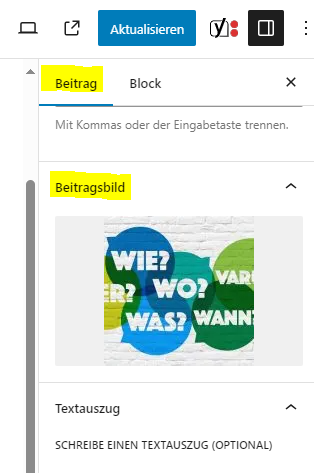 Aktualisieren
Beitrag Block
Mit Kommas oder der Eingabetaste trennen.
Beitragsbild
WIE?
WO?
WAS?
WANN?
Textauszug
SCHREIBE EINEN TEXTAUSZUG (OPTIONAL)